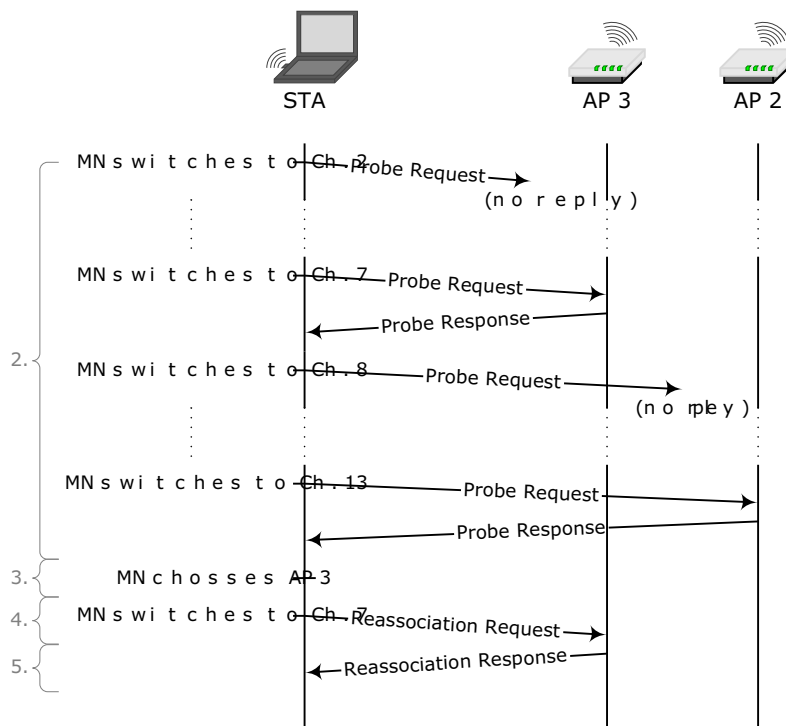 STA
AP 3
AP 2
MN switches to Ch. 2
Probe Request
(no reply)
MN switches to Ch. 7
Probe Request
Probe Response
2.
MN switches to Ch. 8
Probe Request
(no reply)
MN switches to Ch. 13
Probe Request
Probe Response
3.
MN chosses AP 3
4.
MN switches to Ch. 7
Reassociation Request
5.
Reassociation Response